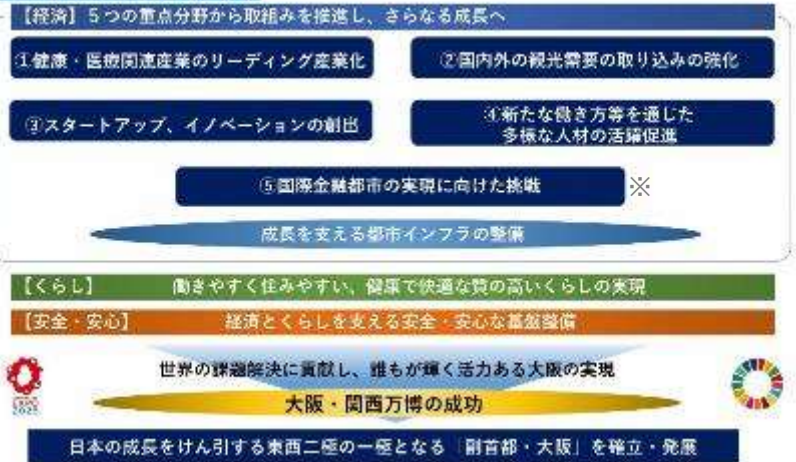 【経済】５つの重点分野から取組みを推進し、さらなる成長へ
①健康・医療関連産業のリーディング産業化
②国内外の観光需要の取り込みの強化
③スタートアップ、イノベーションの創出
④新たな働き方等を通じた
多様な人材の活躍促進
⑤国際金融都市の実現に向けた挑戦
※
成長を支える都市インフラの整備
【くらし】 働きやすく住みやすい、健康で快適な質の高いくらしの実現
【安全・安心】 経済とくらしを支える安全・安心な基盤整備
世界の課題解決に貢献し、誰もが輝く活力ある大阪の実現
EXPO
2025
大阪・関西万博の成功
日本の成長をけん引する東西二極の一極となる「副首都・大阪」を確立・発展